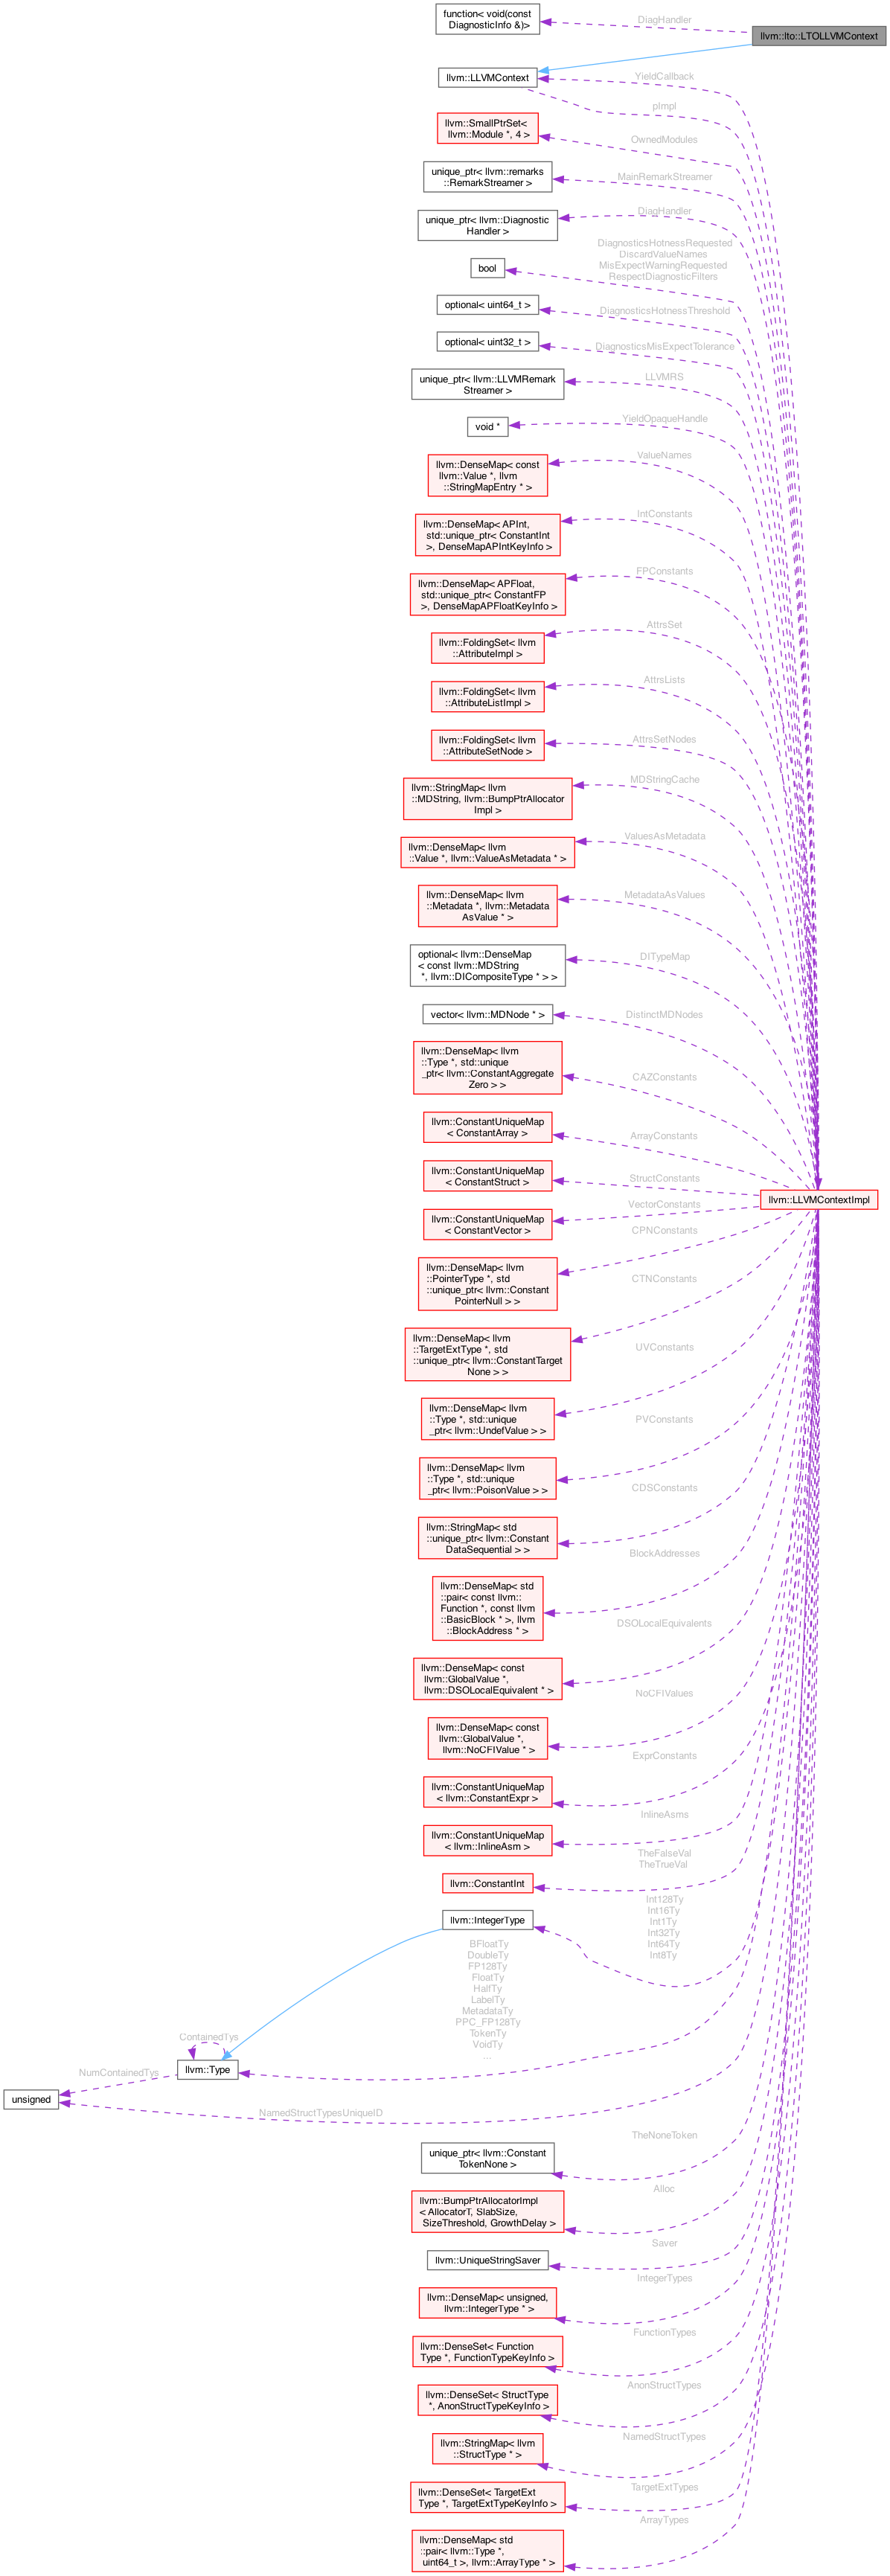 function< void(const
DiagnosticInfo &)>
DiagHandler
llvm::lto::LTOLLVMContext
llvm::LLVMContext
YieldCallback
pImpl
llvm::SmallPtrSet<
llvm::Module *, 4 >
OwnedModules
unique_ptr< llvm::remarks
::RemarkStreamer >
MainRemarkStreamer
unique_ptr< llvm::Diagnostic
Handler >
DiagHandler
bool
DiagnosticsHotnessRequested
DiscardValueNames
MisExpectWarningRequested
RespectDiagnosticFilters
optional< uint64_t >
DiagnosticsHotnessThreshold
optional< uint32_t >
DiagnosticsMisExpectTolerance
unique_ptr< llvm::LLVMRemark
Streamer >
LLVMRS
void *
YieldOpaqueHandle
llvm::DenseMap< const
llvm::Value *, llvm
::StringMapEntry * >
ValueNames
llvm::DenseMap< APInt,
std::unique_ptr< ConstantInt
>, DenseMapAPIntKeyInfo >
IntConstants
llvm::DenseMap< APFloat,
std::unique_ptr< ConstantFP
>, DenseMapAPFloatKeyInfo >
FPConstants
llvm::FoldingSet< llvm
::AttributeImpl >
AttrsSet
llvm::FoldingSet< llvm
::AttributeListImpl >
AttrsLists
llvm::FoldingSet< llvm
::AttributeSetNode >
AttrsSetNodes
llvm::StringMap< llvm
::MDString, llvm::BumpPtrAllocator
Impl >
MDStringCache
llvm::DenseMap< llvm
::Value *, llvm::ValueAsMetadata * >
ValuesAsMetadata
llvm::DenseMap< llvm
::Metadata *, llvm::Metadata
AsValue * >
MetadataAsValues
optional< llvm::DenseMap
< const llvm::MDString
*, llvm::DICompositeType * > >
DITypeMap
vector< llvm::MDNode * >
DistinctMDNodes
llvm::DenseMap< llvm
::Type *, std::unique
_ptr< llvm::ConstantAggregate
Zero > >
CAZConstants
llvm::ConstantUniqueMap
< ConstantArray >
ArrayConstants
llvm::ConstantUniqueMap
< ConstantStruct >
StructConstants
llvm::LLVMContextImpl
llvm::ConstantUniqueMap
< ConstantVector >
VectorConstants
llvm::DenseMap< llvm
::PointerType *, std
::unique_ptr< llvm::Constant
PointerNull > >
CPNConstants
llvm::DenseMap< llvm
::TargetExtType *, std
::unique_ptr< llvm::ConstantTarget
None > >
CTNConstants
llvm::DenseMap< llvm
::Type *, std::unique
_ptr< llvm::UndefValue > >
UVConstants
llvm::DenseMap< llvm
::Type *, std::unique
_ptr< llvm::PoisonValue > >
PVConstants
llvm::StringMap< std
::unique_ptr< llvm::Constant
DataSequential > >
CDSConstants
llvm::DenseMap< std
::pair< const llvm::
Function *, const llvm
::BasicBlock * >, llvm
::BlockAddress * >
BlockAddresses
llvm::DenseMap< const
llvm::GlobalValue *,
llvm::DSOLocalEquivalent * >
DSOLocalEquivalents
llvm::DenseMap< const
llvm::GlobalValue *,
llvm::NoCFIValue * >
NoCFIValues
llvm::ConstantUniqueMap
< llvm::ConstantExpr >
ExprConstants
llvm::ConstantUniqueMap
< llvm::InlineAsm >
InlineAsms
llvm::ConstantInt
TheFalseVal
TheTrueVal
llvm::IntegerType
Int128Ty
Int16Ty
Int1Ty
Int32Ty
Int64Ty
Int8Ty
BFloatTy
DoubleTy
FP128Ty
FloatTy
HalfTy
LabelTy
MetadataTy
PPC_FP128Ty
TokenTy
VoidTy
...
ContainedTys
llvm::Type
NumContainedTys
unsigned
NamedStructTypesUniqueID
unique_ptr< llvm::Constant
TokenNone >
TheNoneToken
llvm::BumpPtrAllocatorImpl
< AllocatorT, SlabSize,
SizeThreshold, GrowthDelay >
Alloc
llvm::UniqueStringSaver
Saver
llvm::DenseMap< unsigned,
llvm::IntegerType * >
IntegerTypes
llvm::DenseSet< Function
Type *, FunctionTypeKeyInfo >
FunctionTypes
llvm::DenseSet< StructType
*, AnonStructTypeKeyInfo >
AnonStructTypes
llvm::StringMap< llvm
::StructType * >
NamedStructTypes
llvm::DenseSet< TargetExt
Type *, TargetExtTypeKeyInfo >
TargetExtTypes
llvm::DenseMap< std
::pair< llvm::Type *,
uint64_t >, llvm::ArrayType * >
ArrayTypes